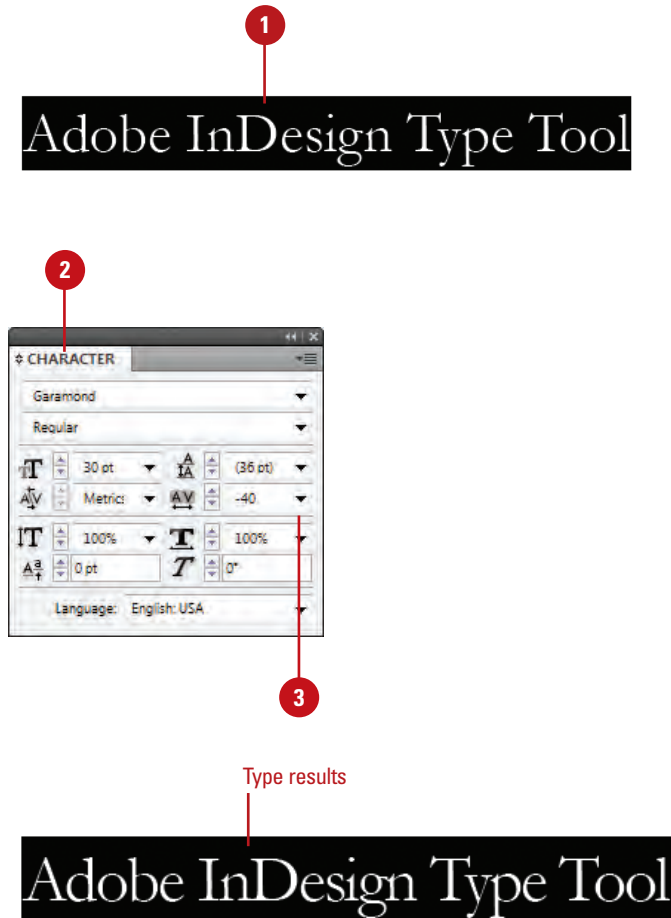 1
Adobe InDesign Type Tool
2
CHARACTER
Garamond
Regular
30 pt (36 pt)
Metrics -40
100% 100%
0 pt 0°
Language: English: USA
3
Type results
Adobe InDesign Type Tool